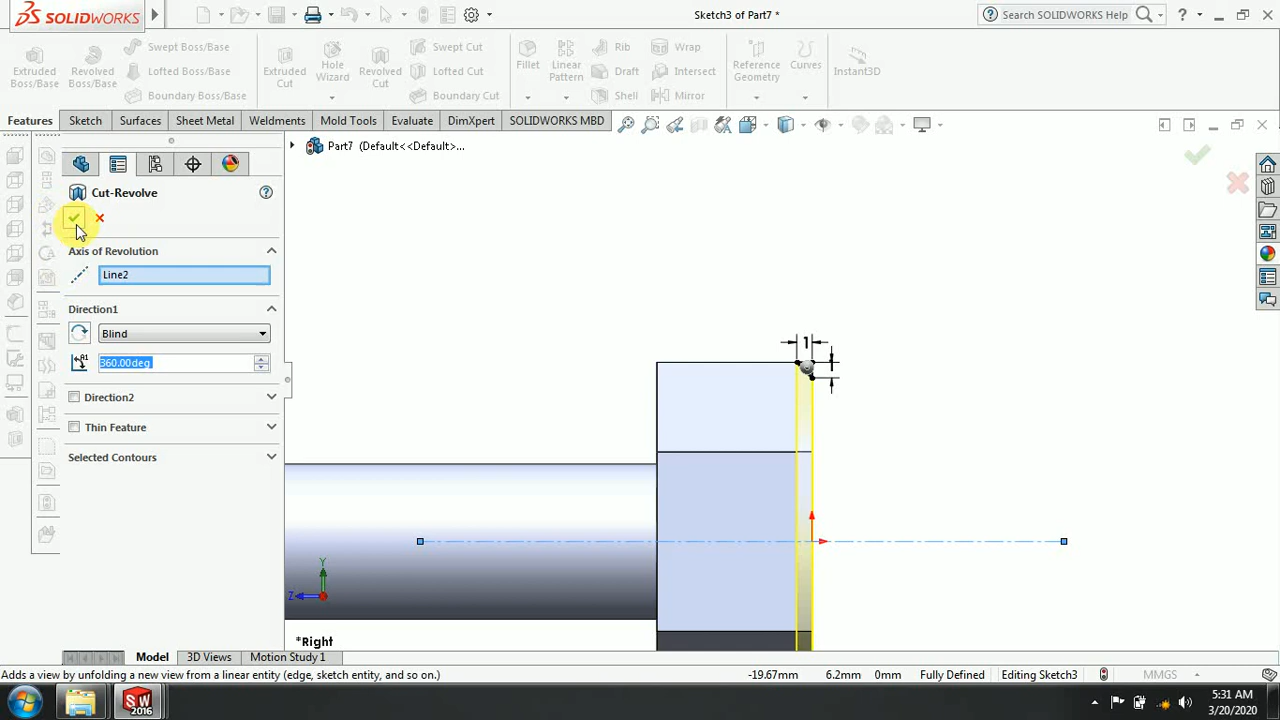 SOLIDWORKS
Sketch3 of Part7 *
Search SOLIDWORKS Help
Extruded Boss/Base
Revolved Boss/Base
Swept Boss/Base
Lofted Boss/Base
Boundary Boss/Base
Extruded Cut
Hole Wizard
Revolved Cut
Swept Cut
Lofted Cut
Boundary Cut
Fillet
Linear Pattern
Rib
Draft
Shell
Wrap
Intersect
Mirror
Reference Geometry
Curves
Instant3D
Features
Sketch
Surfaces
Sheet Metal
Weldments
Mold Tools
Evaluate
DimXpert
SOLIDWORKS MBD
Part7 (Default<<Default>...
Cut-Revolve
Axis of Revolution
Line2
Direction1
Blind
A1
360.00deg
Direction2
Thin Feature
Selected Contours
1
1
Y
Z
*Right
Model
3D Views
Motion Study 1
Adds a view by unfolding a new view from a linear entity (edge, sketch entity, and so on.)
-19.67mm
6.2mm
0mm
Fully Defined
Editing Sketch3
MMGS
SW
2016
5:31 AM
3/20/2020